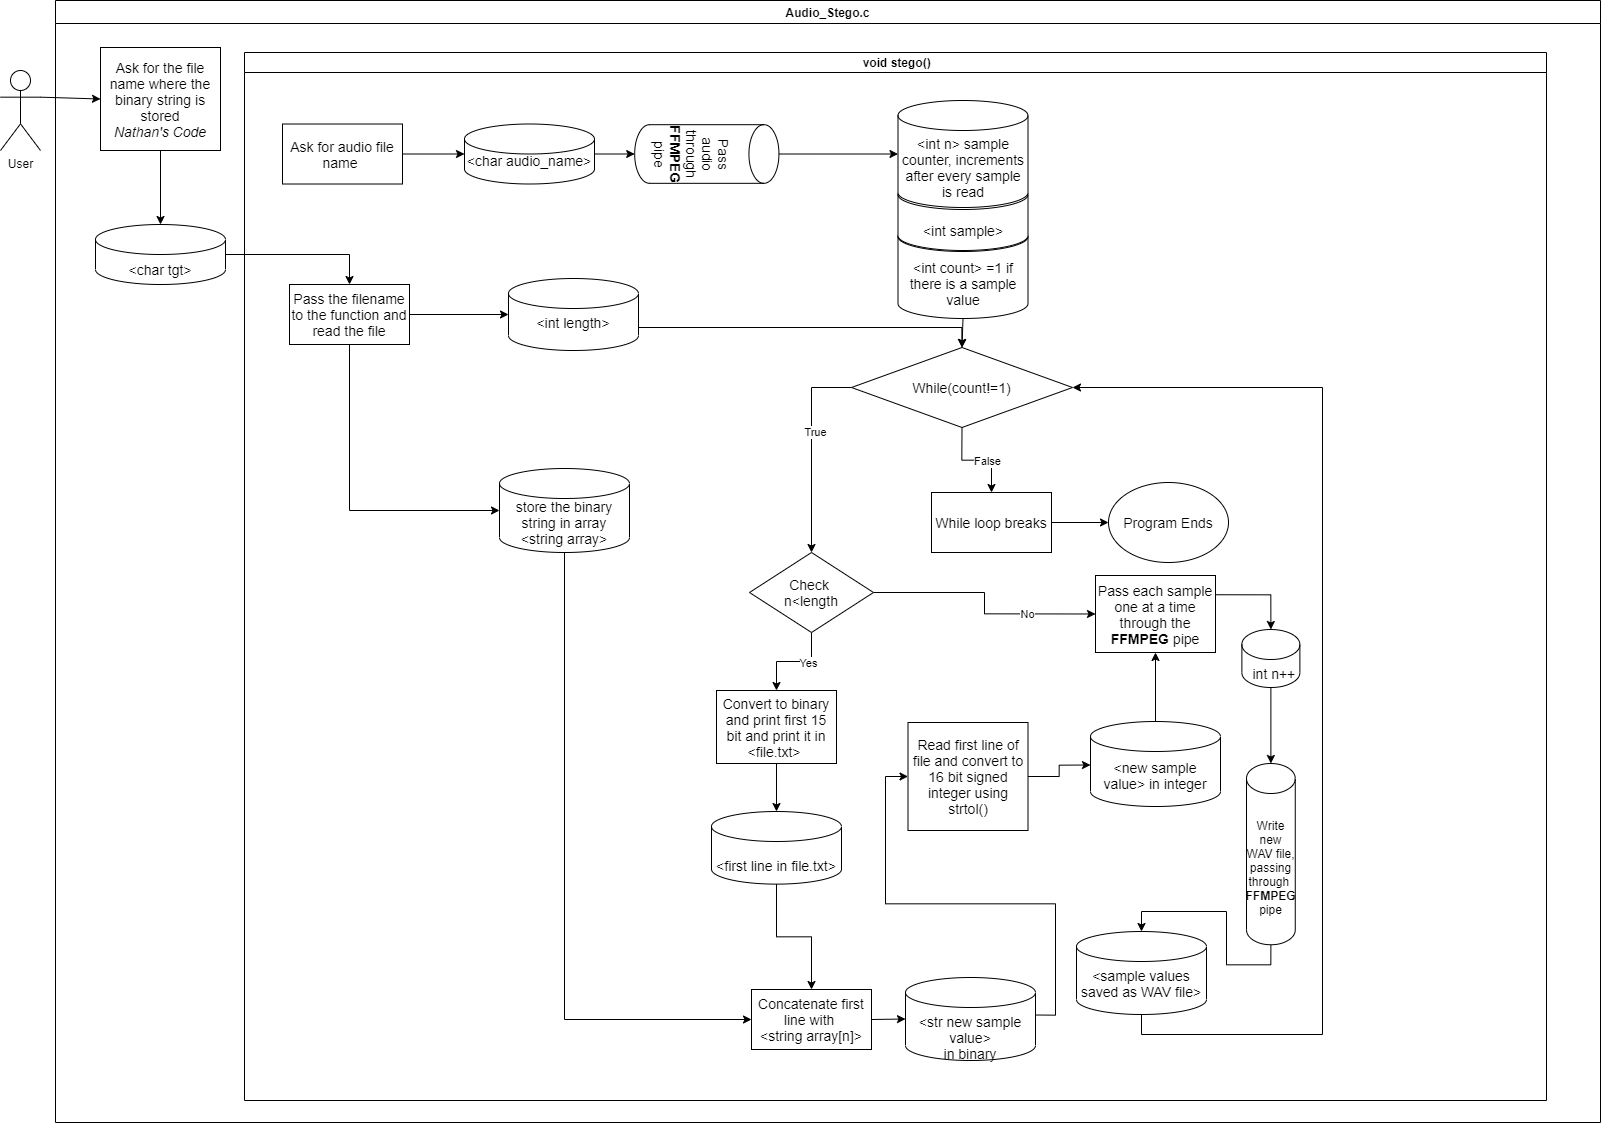 Audio_Stego.c
void stego()
User
Ask for the file
name where the
binary string is
stored
Nathan's Code
<char tgt>
Ask for audio file
name
<char audio_name>
Pass
audio
through
FFMPEG
pipe
<int n> sample
counter, increments
after every sample
is read
<int sample>
<int count> =1 if
there is a sample
value
Pass the filename
to the function and
read the file
<int length>
While(count!=1)
True
False
While loop breaks
Program Ends
store the binary
string in array
<string array>
Check
n<length
No
Yes
Pass each sample
one at a time
through the
FFMPEG pipe
int n++
Convert to binary
and print first 15
bit and print it in
<file.txt>
Read first line of
file and convert to
16 bit signed
integer using
strtol()
<new sample
value> in integer
Write
new
WAV file,
passing
through
FFMPEG
pipe
<first line in file.txt>
<sample values
saved as WAV file>
Concatenate first
line with
<string array[n]>
<str new sample
value>
in binary